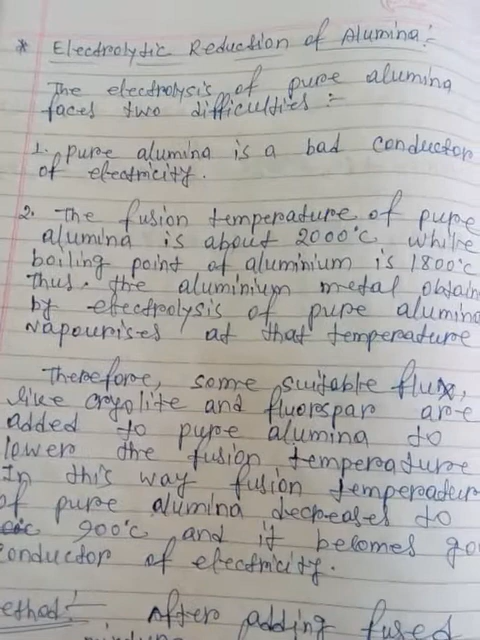 * Electrolytic Reduction of Alumina:-
The electrolysis of pure alumina
faces two difficulties :-
1. pure alumina is a bad conductor
of electricity.
2. The fusion temperature of pure
alumina is about 2000°c while
boiling point of aluminium is 1800°c
Thus. the aluminium metal obtain
by electrolysis of pure alumina
vapourises at that temperature
Therefore, some suitable flux,
like cryolite and fluorspar are
added to pure alumina to
lower the fusion temperature
In this way fusion temperatur
of pure alumina decreases to
900°c and it becomes goo
conductor of electricity.
ethod:- After adding fused